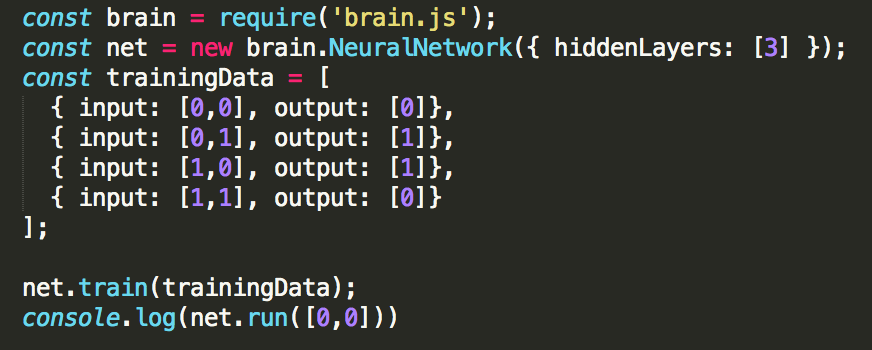 const brain = require('brain.js');
const net = new brain.NeuralNetwork({ hiddenLayers: [3] });
const trainingData = [
  { input: [0,0], output: [0]},
  { input: [0,1], output: [1]},
  { input: [1,0], output: [1]},
  { input: [1,1], output: [0]}
];

net.train(trainingData);
console.log(net.run([0,0]))